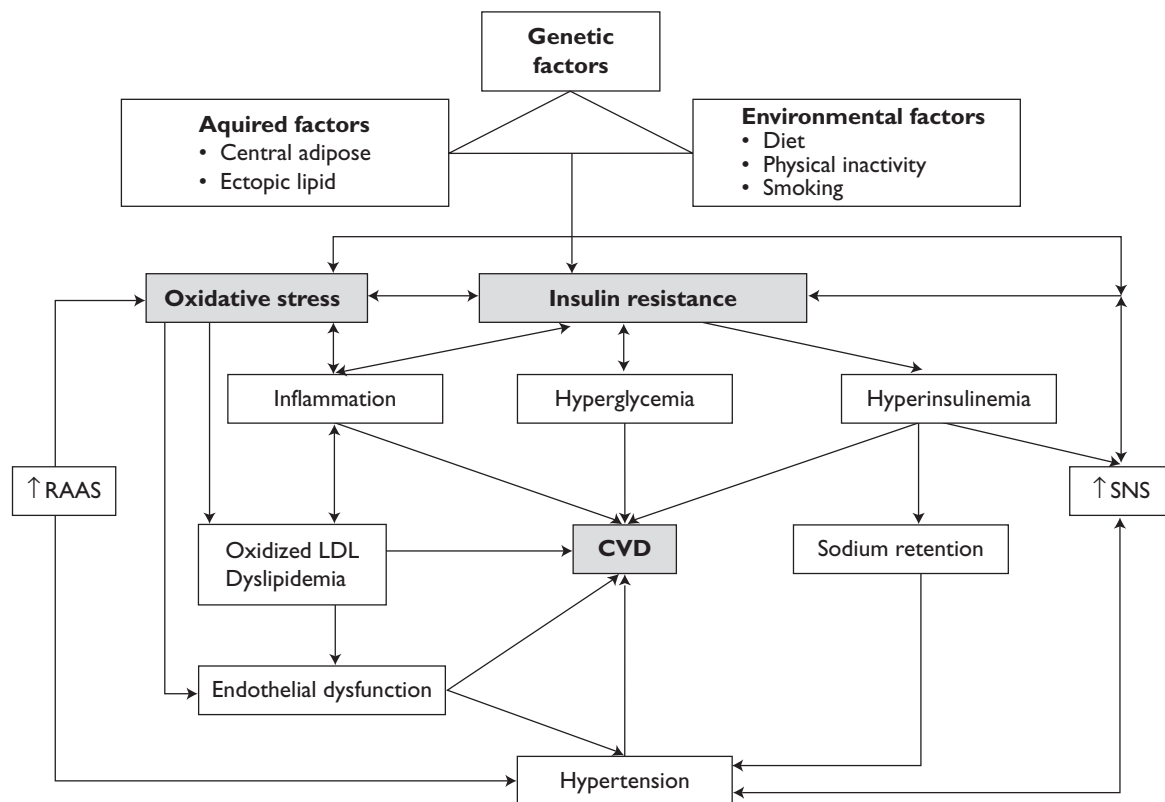 Genetic
factors
Aquired factors
• Central adipose
• Ectopic lipid
Environmental factors
• Diet
• Physical inactivity
• Smoking
Oxidative stress
Insulin resistance
Inflammation
Hyperglycemia
Hyperinsulinemia
↑ RAAS
↑ SNS
Oxidized LDL
Dyslipidemia
CVD
Sodium retention
Endothelial dysfunction
Hypertension